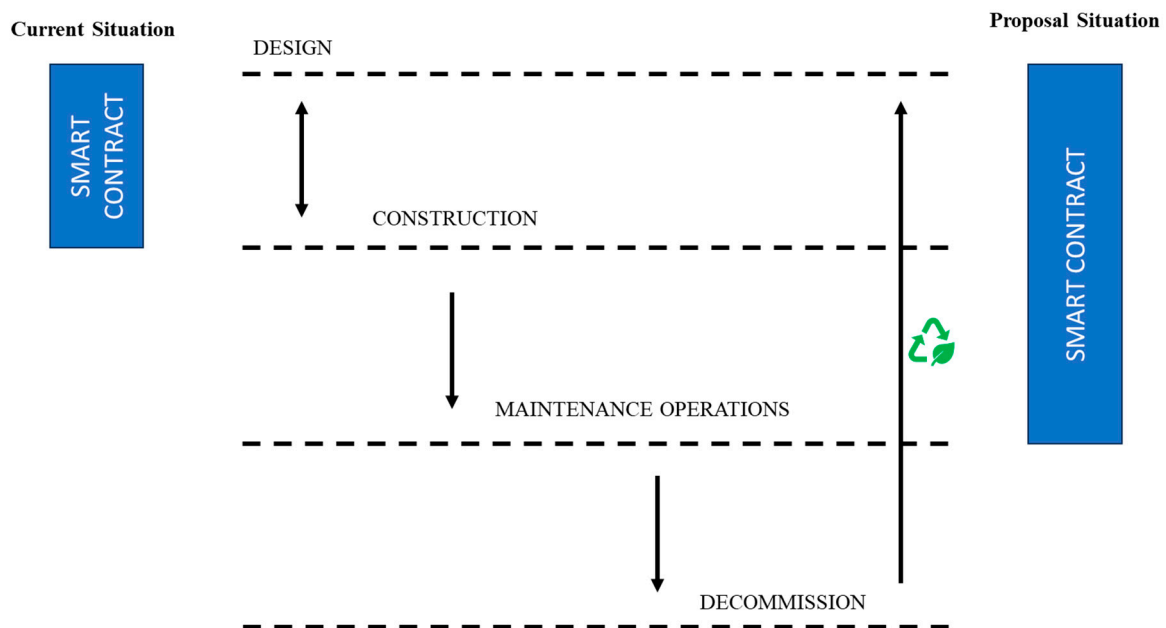 Current Situation
Proposal Situation
DESIGN
SMART
CONTRACT
CONSTRUCTION
SMART CONTRACT
MAINTENANCE OPERATIONS
DECOMMISSION